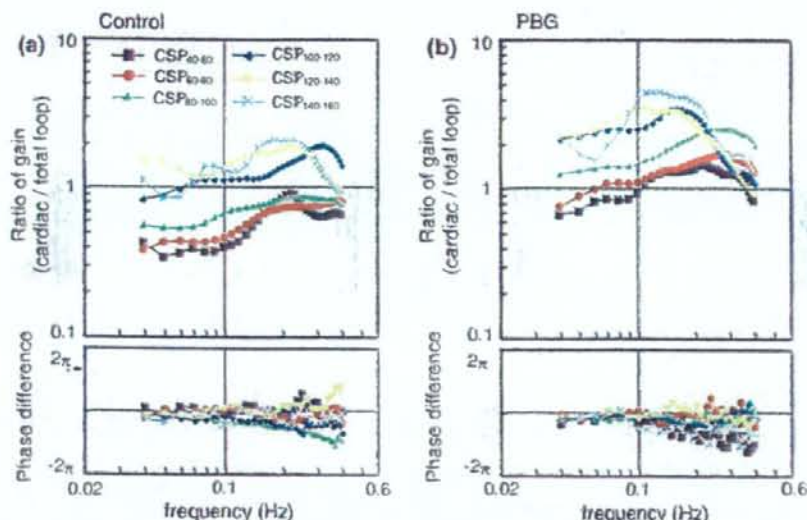 Control
(a)
10
CSP40-60
CSP60-80
CSP80-100
CSP100-120
CSP120-140
CSP140-160
Ratio of gain
(cardiac / total loop)
1
0.1
Phase difference
2π
-2π
0.02
0.1
0.6
frequency (Hz)
PBG
(b)
10
Ratio of gain
(cardiac / total loop)
1
0.1
Phase difference
2π
-2π
0.02
0.1
0.6
frequency (Hz)